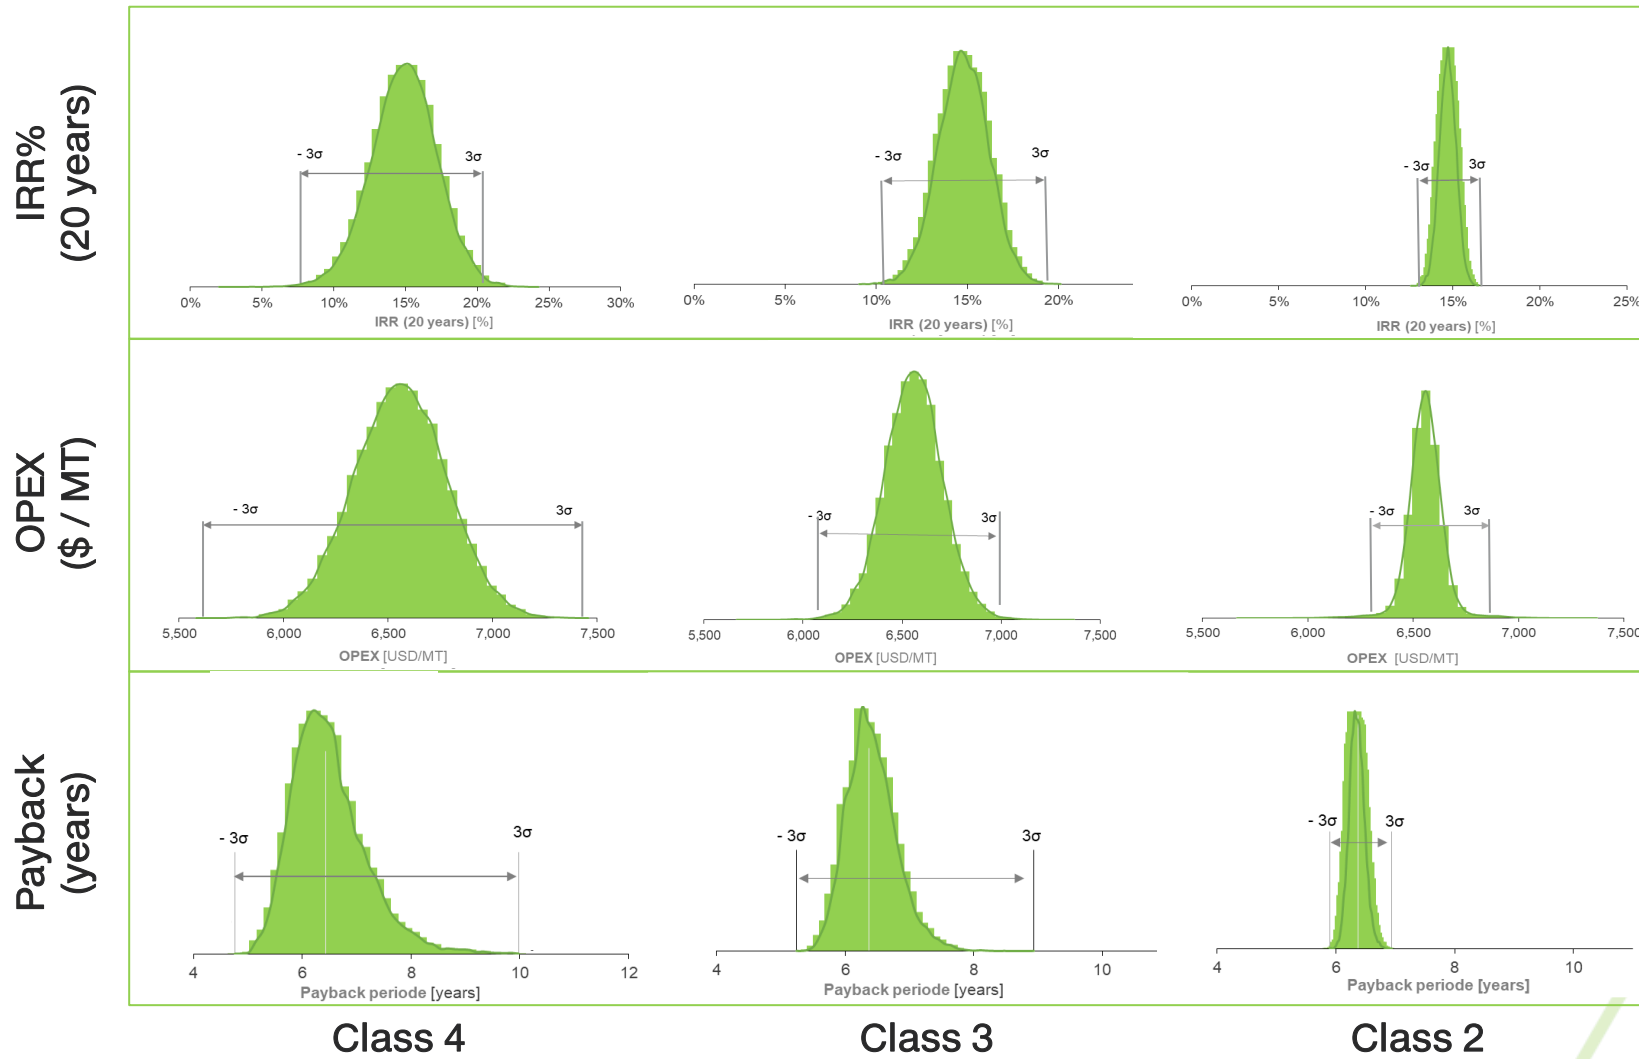 IRR%
(20 years)
- 3σ
3σ
0%
5%
10%
15%
20%
25%
30%
IRR (20 years) [%]
- 3σ
3σ
0%
5%
10%
15%
20%
IRR (20 years) [%]
- 3σ
3σ
0%
5%
10%
15%
20%
25%
IRR (20 years) [%]
OPEX
($ / MT)
- 3σ
3σ
5,500
6,000
6,500
7,000
7,500
OPEX [USD/MT]
- 3σ
3σ
5,500
6,000
6,500
7,000
7,500
OPEX [USD/MT]
- 3σ
3σ
5,500
6,000
6,500
7,000
7,500
OPEX [USD/MT]
Payback
(years)
- 3σ
3σ
4
6
8
10
12
Payback periode [years]
- 3σ
3σ
4
6
8
10
Payback periode [years]
- 3σ
3σ
4
6
8
10
Payback periode [years]
Class 4
Class 3
Class 2